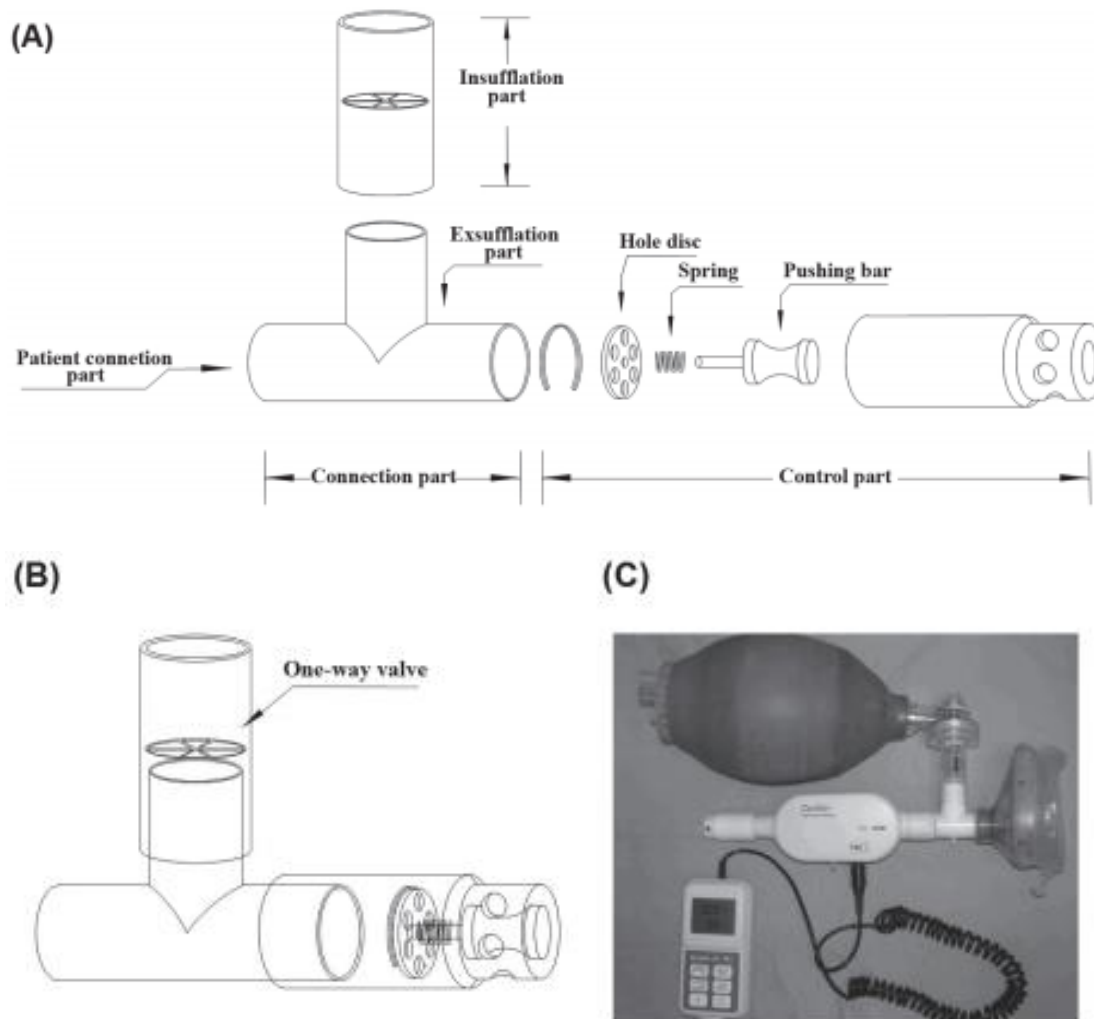 (A)
Insufflation
part
Exsufflation
part
Hole disc
Spring
Pushing bar
Patient connetion
part
Connection part
Control part
(B)
One-way valve
(C)